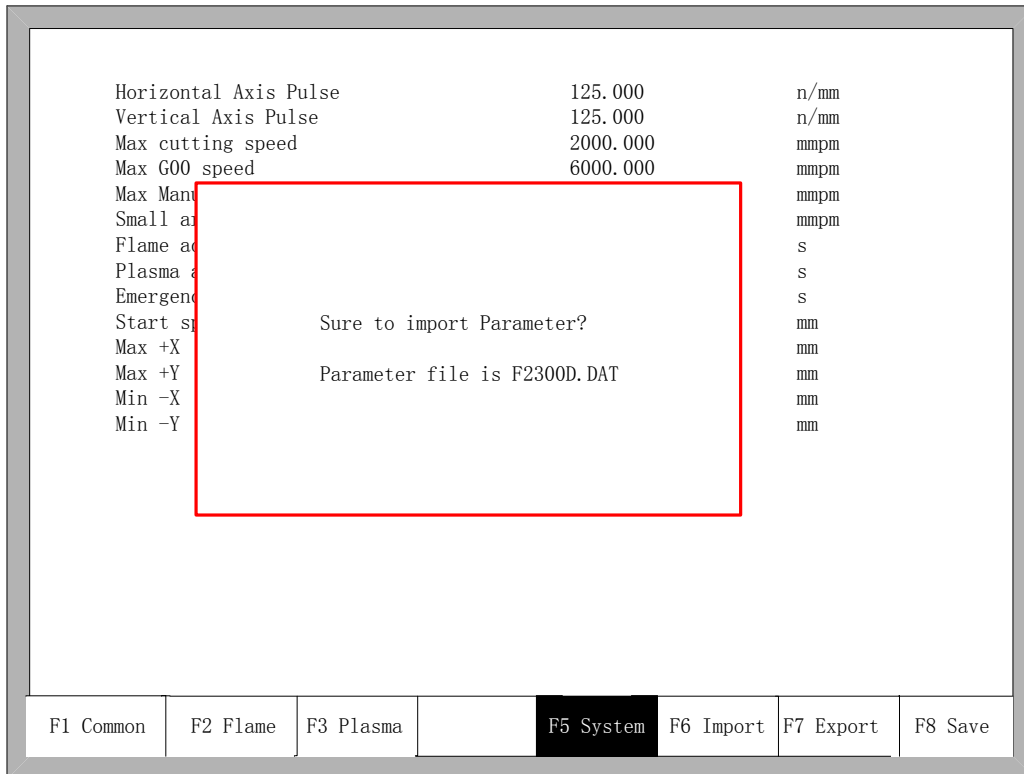 Horizontal Axis Pulse 125.000 n/mm
Vertical Axis Pulse 125.000 n/mm
Max cutting speed 2000.000 mmpm
Max G00 speed 6000.000 mmpm
Max mmpm
Small mmpm
Flame s
Plasma s
s
Start mm
Max +X mm
Max +Y mm
Min -X mm
Min -Y mm
Sure to import Parameter?
Parameter file is F2300D.DAT
F1 Common F2 Flame F3 Plasma F5 System F6 Import F7 Export F8 Save